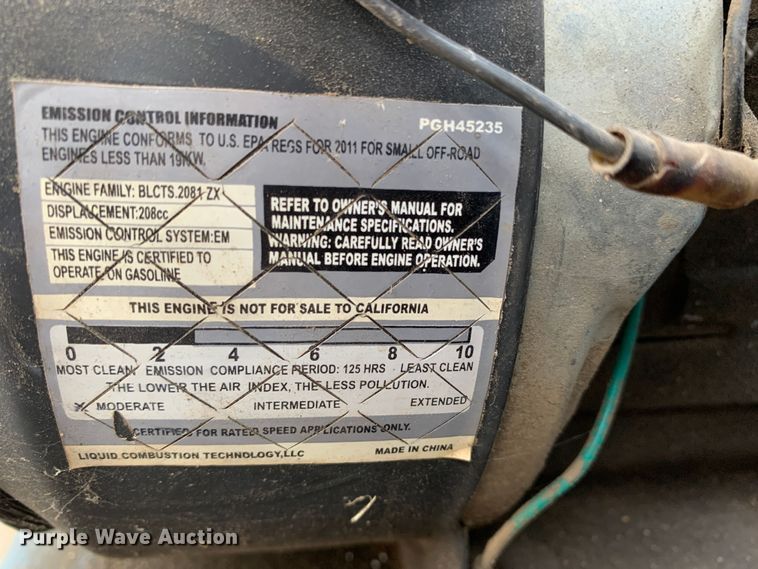 EMISSION CONTROL INFORMATION
PGH45235
THIS ENGINE CONFORMS TO U.S. EPA REGS FOR 2011 FOR SMALL OFF-ROAD
ENGINES LESS THAN 19KW.
ENGINE FAMILY: BLCTS.2081 ZX
DISPLACEMENT:208cc
EMISSION CONTROL SYSTEM:EM
THIS ENGINE IS CERTIFIED TO
OPERATE ON GASOLINE
REFER TO OWNER'S MANUAL FOR
MAINTENANCE SPECIFICATIONS.
WARNING: CAREFULLY READ OWNER'S
MANUAL BEFORE ENGINE OPERATION.
THIS ENGINE IS NOT FOR SALE TO CALIFORNIA
0 2 4 6 8 10
MOST CLEAN EMISSION COMPLIANCE PERIOD: 125 HRS - LEAST CLEAN
THE LOWER THE AIR INDEX, THE LESS POLLUTION.
X MODERATE INTERMEDIATE EXTENDED
CERTIFIED FOR RATED SPEED APPLICATIONS ONLY.
LIQUID COMBUSTION TECHNOLOGY,LLC MADE IN CHINA
Purple Wave Auction